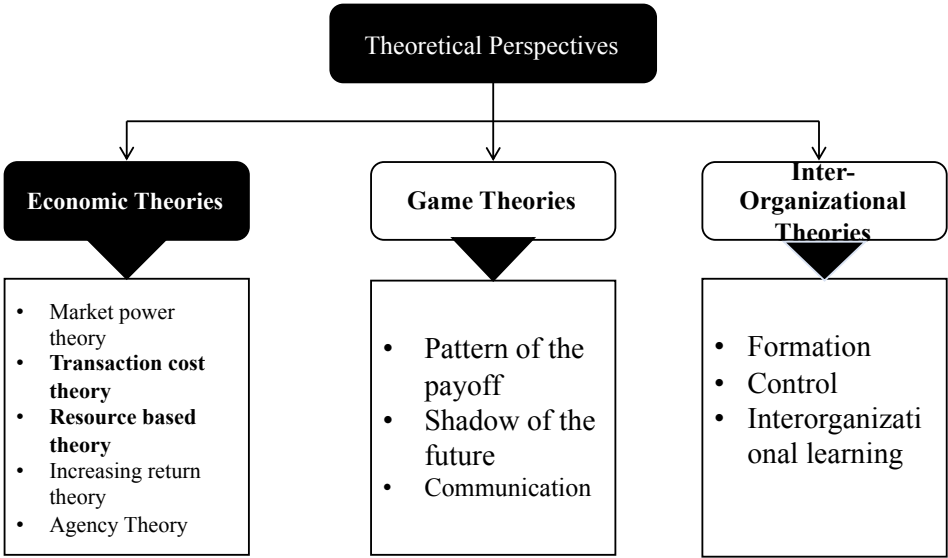 Theoretical Perspectives
Economic Theories
• Market power
theory
• Transaction cost
theory
• Resource based
theory
• Increasing return
theory
• Agency Theory
Game Theories
• Pattern of the
payoff
• Shadow of the
future
• Communication
Inter-
Organizational
Theories
• Formation
• Control
• Interorganizati
onal learning